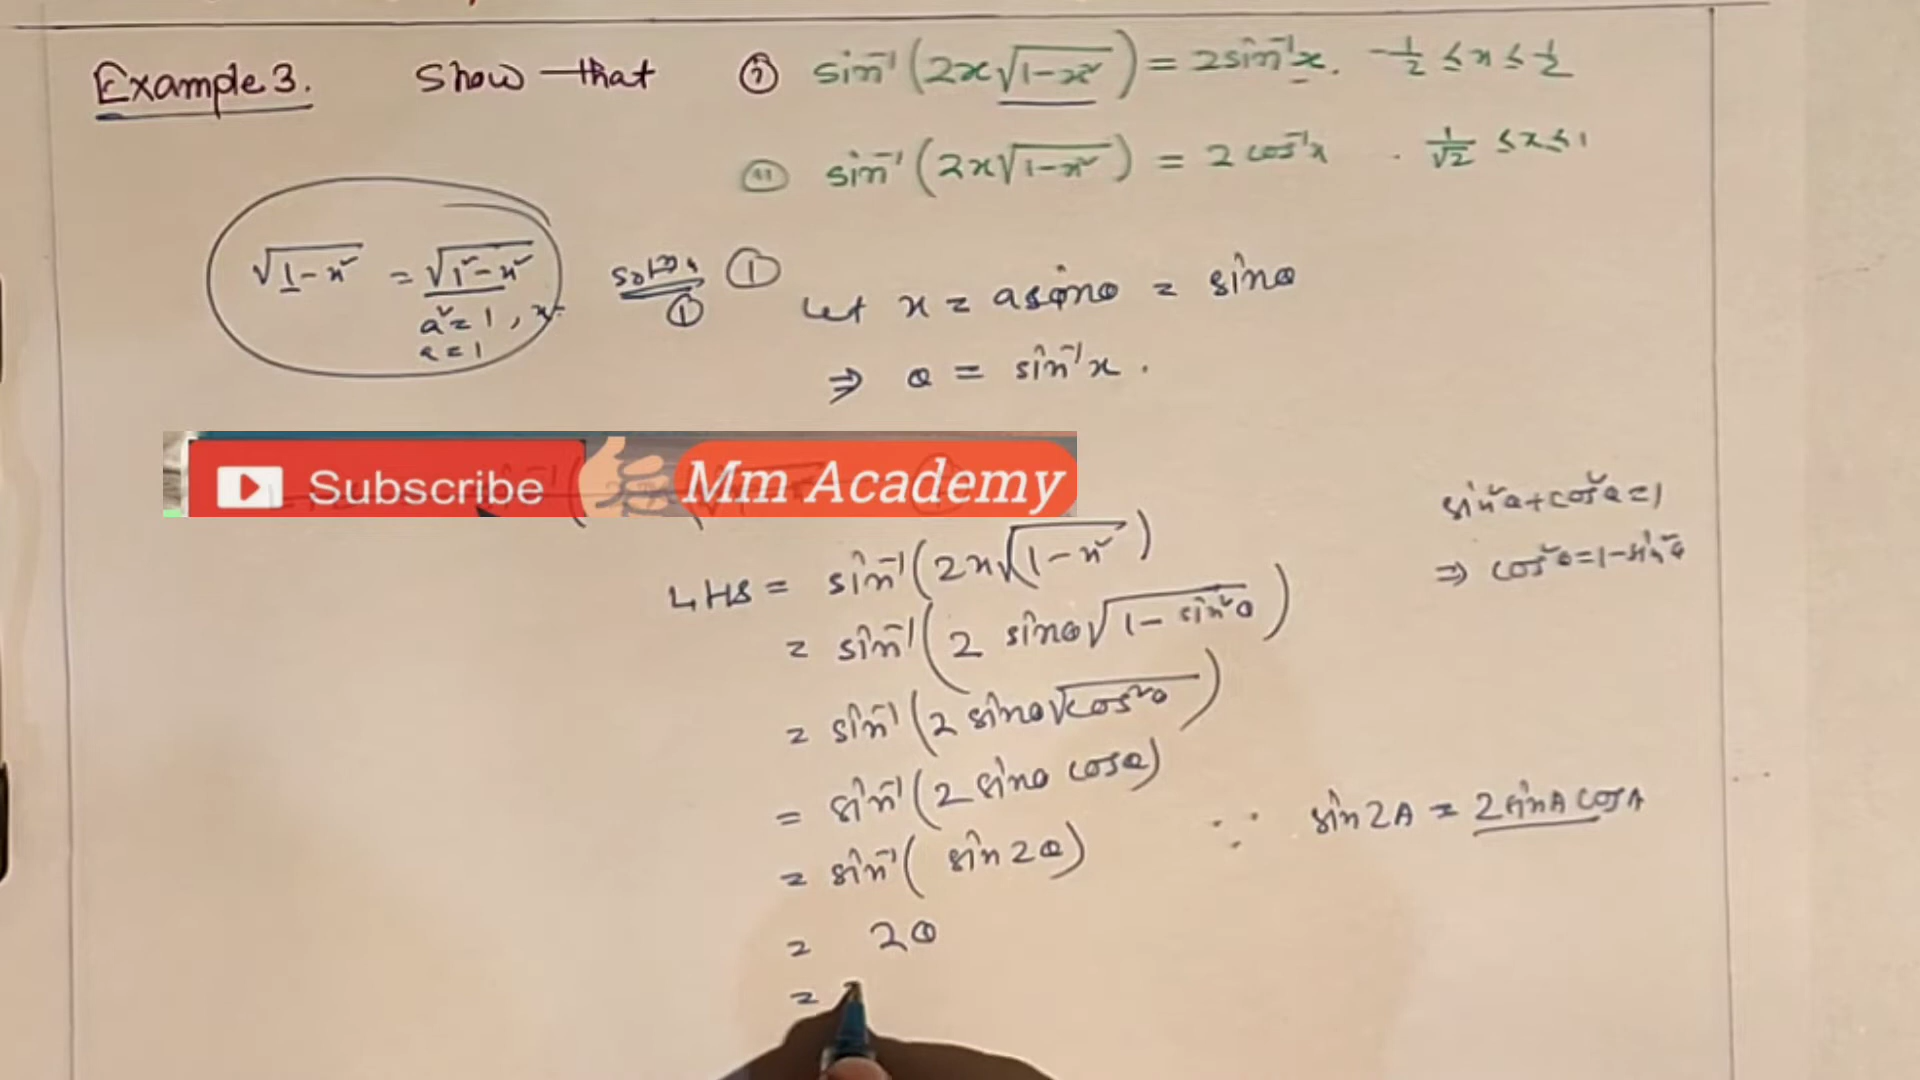 Example 3. Show that (i) sin⁻¹(2x√1-x²) = 2sin⁻¹x. -1/2 ≤ x ≤ 1/2
(ii) sin⁻¹(2x√1-x²) = 2cos⁻¹x . 1/√2 ≤ x ≤ 1
√1-x² = √1²-x²
a²=1, x
a=1
Soln (1)
(1)
Let x = a sinθ = sinθ
⇒ θ = sin⁻¹x.
Subscribe
Mm Academy
sin²θ+cos²θ=1
⇒ cos²θ=1-sin²θ
LHS = sin⁻¹(2x√1-x²)
= sin⁻¹(2 sinθ√1-sin²θ)
= sin⁻¹(2 sinθ√cos²θ)
= sin⁻¹(2 sinθ cosθ)
∵ sin2A = 2sinA cosA
= sin⁻¹(sin2θ)
= 2θ
=